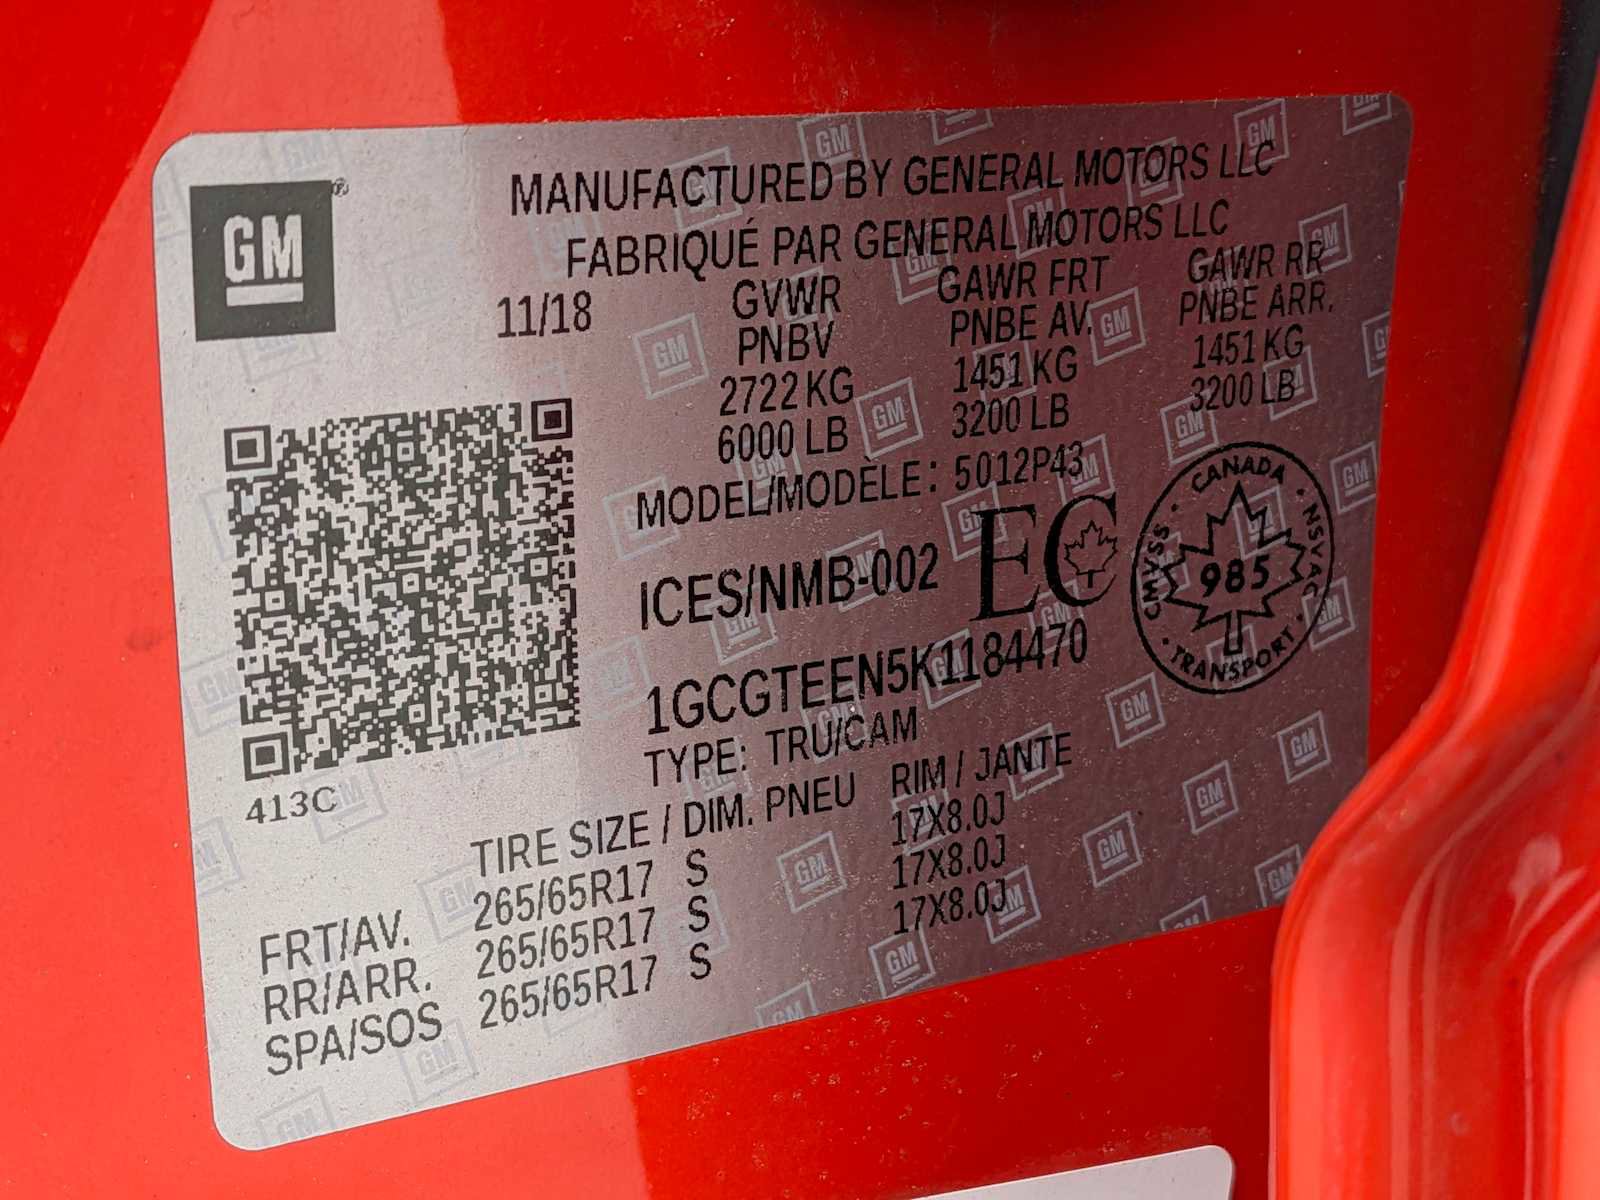 GM ®
MANUFACTURED BY GENERAL MOTORS LLC
FABRIQUÉ PAR GENERAL MOTORS LLC
11/18 GVWR GAWR FRT GAWR RR
PNBV PNBE AV. PNBE ARR.
2722 KG 1451 KG 1451 KG
6000 LB 3200 LB 3200 LB
MODEL/MODÈLE: 5012P43
ICES/NMB-002 EC
CANADA · NSVAC · TRANSPORT · CMVSS ·
985
1GCGTEEN5K1184470
TYPE: TRU/CAM
413C
TIRE SIZE / DIM. PNEU RIM / JANTE
FRT/AV. 265/65R17 S 17X8.0J
RR/ARR. 265/65R17 S 17X8.0J
SPA/SOS 265/65R17 S 17X8.0J